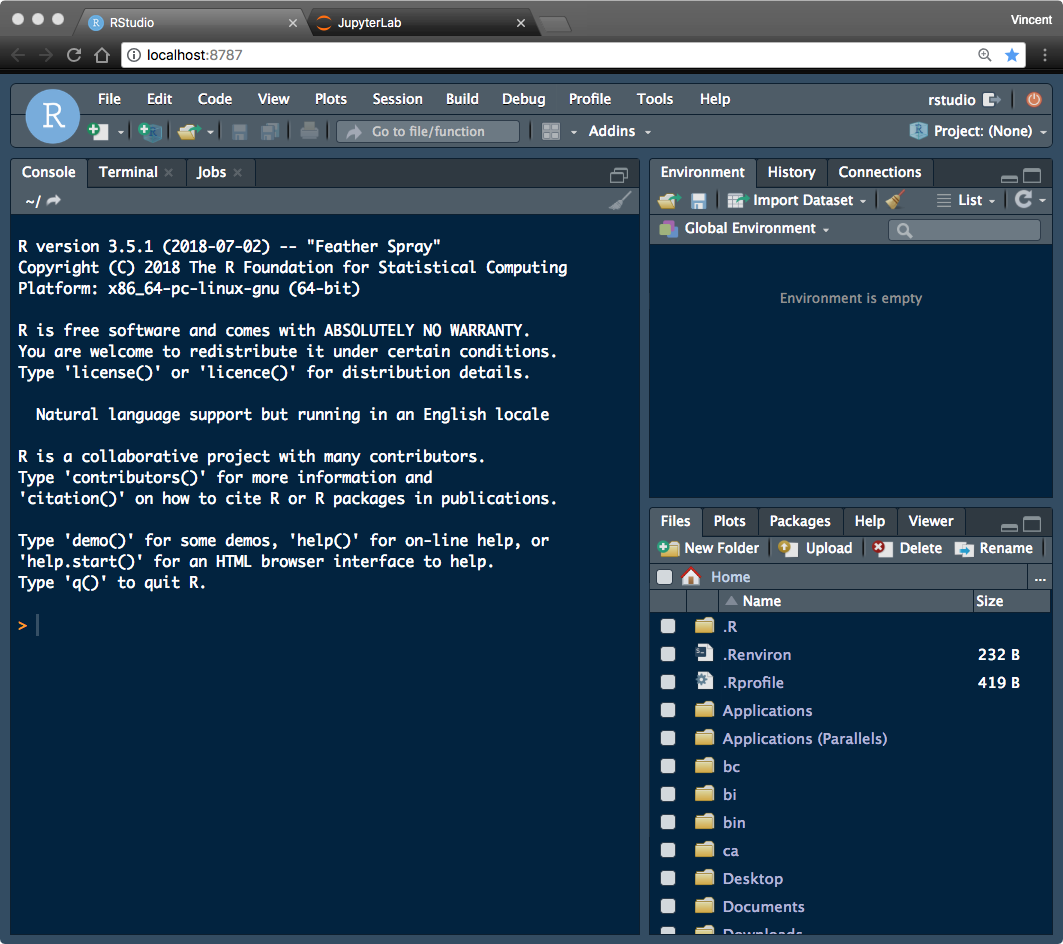 RStudio
JupyterLab
Vincent
localhost:8787
R
File Edit Code View Plots Session Build Debug Profile Tools Help
rstudio
Go to file/function
Addins
Project: (None)
Console Terminal Jobs
~/
R version 3.5.1 (2018-07-02) -- "Feather Spray"
Copyright (C) 2018 The R Foundation for Statistical Computing
Platform: x86_64-pc-linux-gnu (64-bit)
R is free software and comes with ABSOLUTELY NO WARRANTY.
You are welcome to redistribute it under certain conditions.
Type 'license()' or 'licence()' for distribution details.
Natural language support but running in an English locale
R is a collaborative project with many contributors.
Type 'contributors()' for more information and
'citation()' on how to cite R or R packages in publications.
Type 'demo()' for some demos, 'help()' for on-line help, or
'help.start()' for an HTML browser interface to help.
Type 'q()' to quit R.
>
Environment History Connections
Import Dataset
List
Global Environment
Environment is empty
Files Plots Packages Help Viewer
New Folder Upload Delete Rename
Home
...
Name Size
.R
.Renviron 232 B
.Rprofile 419 B
Applications
Applications (Parallels)
bc
bi
bin
ca
Desktop
Documents
Downloads